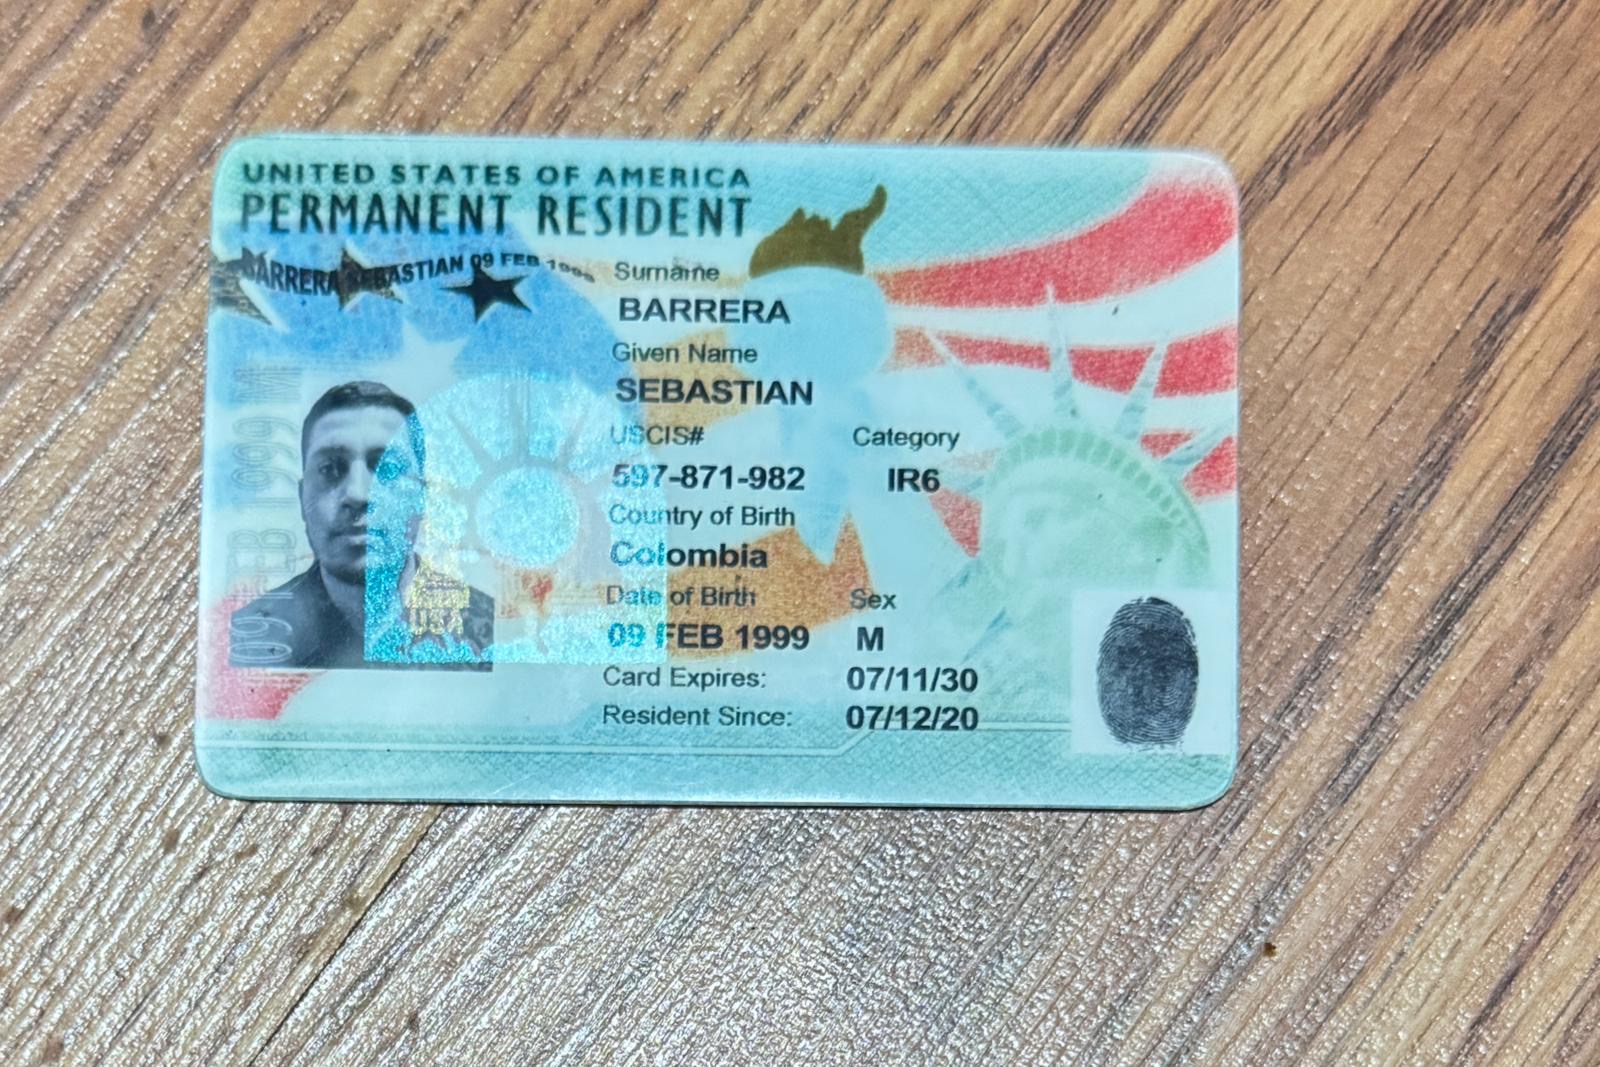 UNITED STATES OF AMERICA
PERMANENT RESIDENT
BARRERA SEBASTIAN 09 FEB 1999
Surname
BARRERA
Given Name
SEBASTIAN
USCIS# Category
597-871-982 IR6
Country of Birth
Colombia
Date of Birth Sex
09 FEB 1999 M
Card Expires: 07/11/30
Resident Since: 07/12/20
09 FEB 1999 M
USA